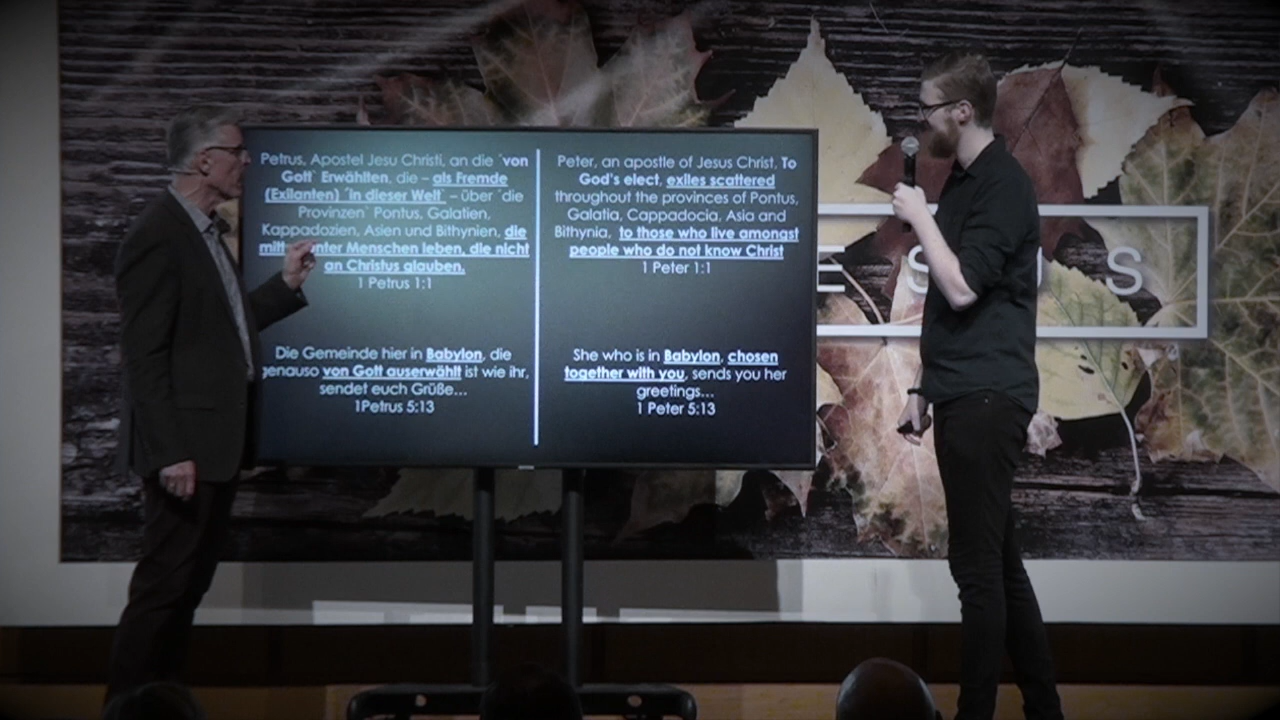 Petrus, Apostel Jesu Christi, an die ´von
Gott` Erwählten, die – als Fremde
(Exilanten) ´in dieser Welt` – über ´die
Provinzen` Pontus, Galatien,
Kappadozien, Asien und Bithynien, die
unter Menschen leben, die nicht
an Christus glauben.
1 Petrus 1:1
Die Gemeinde hier in Babylon, die
genauso von Gott auserwählt ist wie ihr,
sendet euch Grüße...
1Petrus 5:13
Peter, an apostle of Jesus Christ, To
God's elect, exiles scattered
throughout the provinces of Pontus,
Galatia, Cappadocia, Asia and
Bithynia, to those who live amongst
people who do not know Christ
1 Peter 1:1
She who is in Babylon, chosen
together with you, sends you her
greetings...
1 Peter 5:13
E S U S